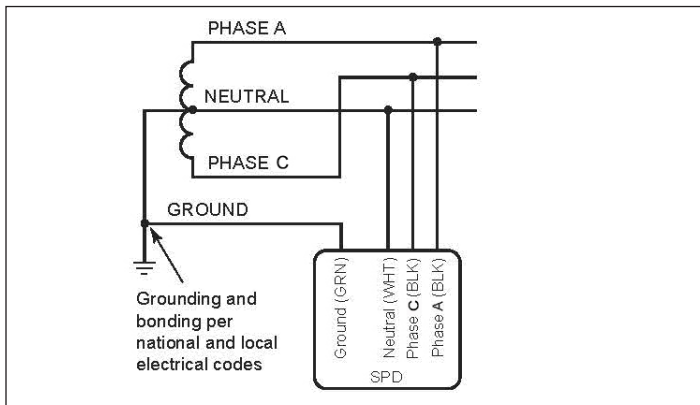 PHASE A
NEUTRAL
PHASE C
GROUND
Grounding and
bonding per
national and local
electrical codes
Ground (GRN)
Neutral (WHT)
Phase C (BLK)
Phase A (BLK)
SPD